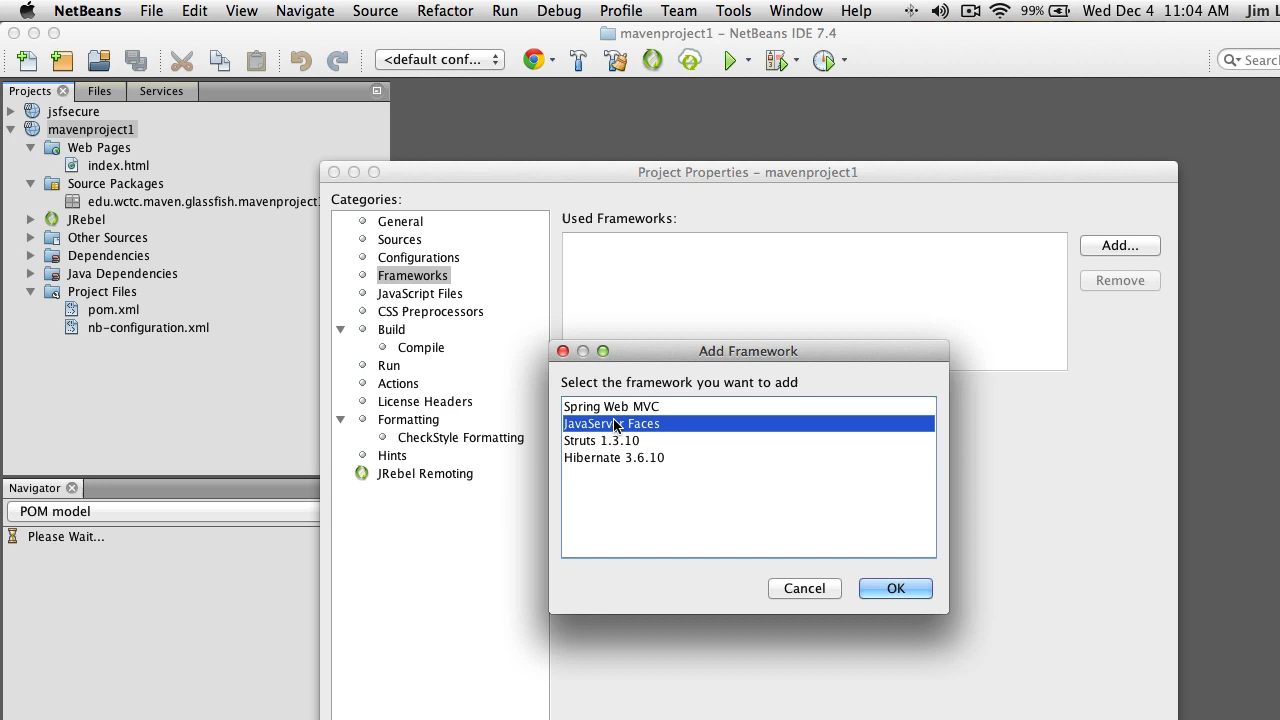 NetBeans File Edit View Navigate Source Refactor Run Debug Profile Team Tools Window Help 99% Wed Dec 4 11:04 AM Jim L
mavenproject1 – NetBeans IDE 7.4
<default conf... Searc
Projects Files Services
jsfsecure
mavenproject1
Web Pages
index.html
Source Packages
edu.wctc.maven.glassfish.mavenproject
JRebel
Other Sources
Dependencies
Java Dependencies
Project Files
pom.xml
nb-configuration.xml
Navigator
POM model
Please Wait...
Project Properties – mavenproject1
Categories:
General
Sources
Configurations
Frameworks
JavaScript Files
CSS Preprocessors
Build
Compile
Run
Actions
License Headers
Formatting
CheckStyle Formatting
Hints
JRebel Remoting
Used Frameworks:
Add...
Remove
Add Framework
Select the framework you want to add
Spring Web MVC
JavaServer Faces
Struts 1.3.10
Hibernate 3.6.10
Cancel OK